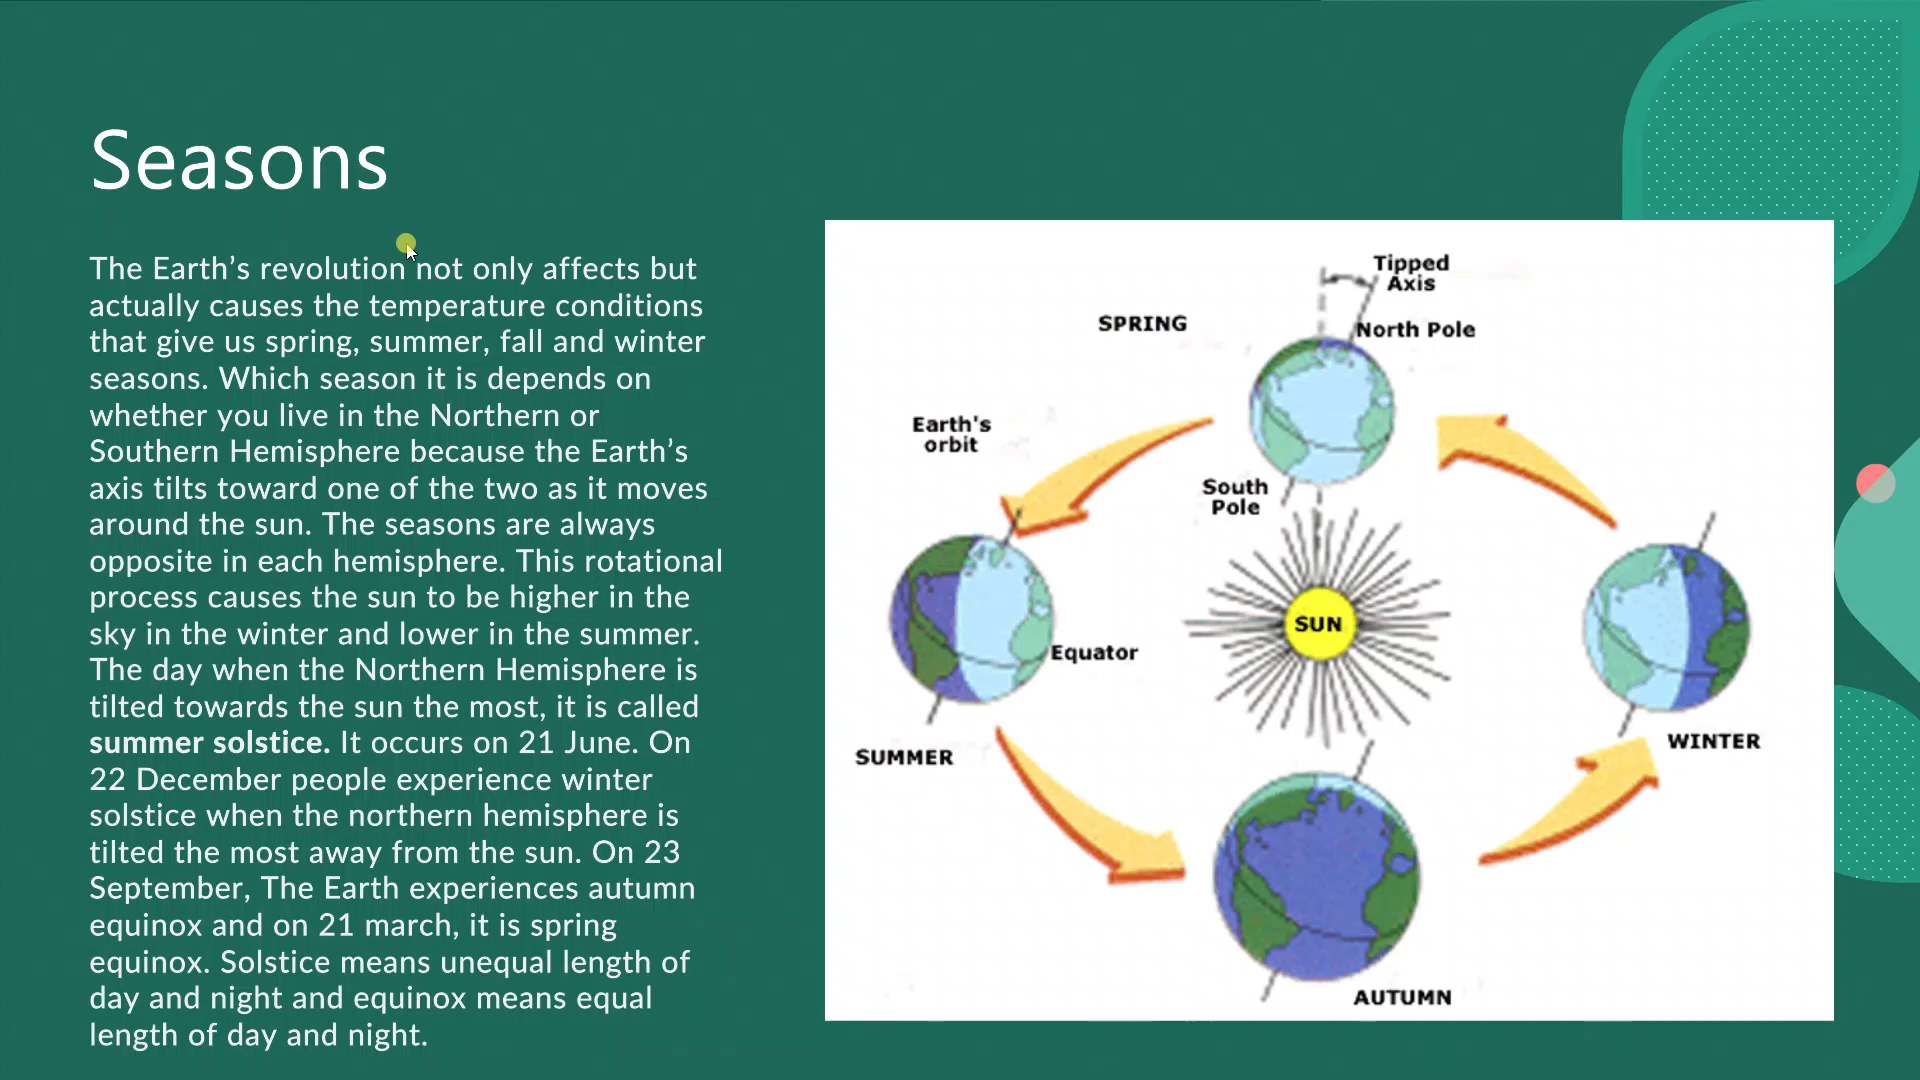 Seasons
The Earth’s revolution not only affects but
actually causes the temperature conditions
that give us spring, summer, fall and winter
seasons. Which season it is depends on
whether you live in the Northern or
Southern Hemisphere because the Earth’s
axis tilts toward one of the two as it moves
around the sun. The seasons are always
opposite in each hemisphere. This rotational
process causes the sun to be higher in the
sky in the winter and lower in the summer.
The day when the Northern Hemisphere is
tilted towards the sun the most, it is called
summer solstice. It occurs on 21 June. On
22 December people experience winter
solstice when the northern hemisphere is
tilted the most away from the sun. On 23
September, The Earth experiences autumn
equinox and on 21 march, it is spring
equinox. Solstice means unequal length of
day and night and equinox means equal
length of day and night.
Tipped
Axis
SPRING
North Pole
Earth's
orbit
South
Pole
SUN
Equator
SUMMER
WINTER
AUTUMN